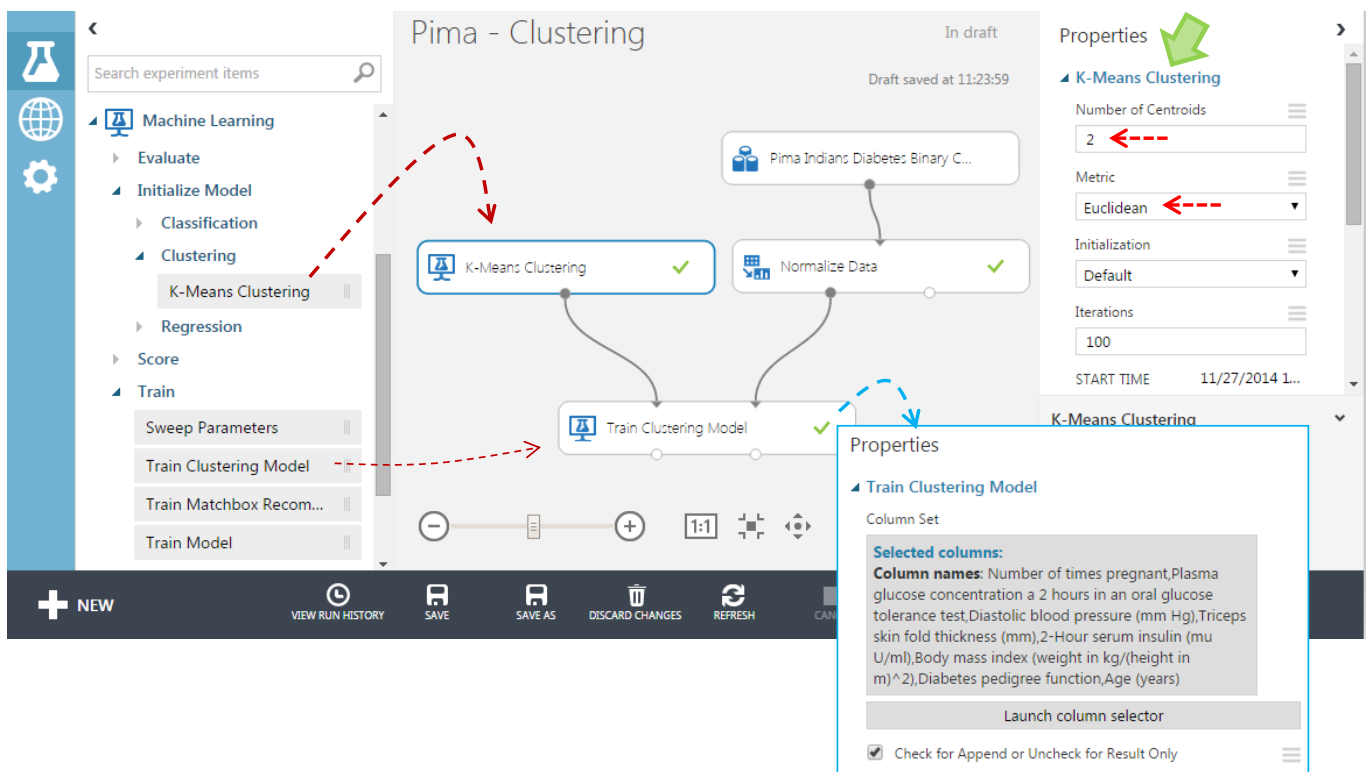 Pima - Clustering
In draft
Draft saved at 11:23:59
Search experiment items
Machine Learning
Evaluate
Initialize Model
Classification
Clustering
K-Means Clustering
Regression
Score
Train
Sweep Parameters
Train Clustering Model
Train Matchbox Recom...
Train Model
Pima Indians Diabetes Binary C...
K-Means Clustering
Normalize Data
Train Clustering Model
1:1
Properties
K-Means Clustering
Number of Centroids
2
Metric
Euclidean
Initialization
Default
Iterations
100
START TIME 11/27/2014 1...
K-Means Clustering
Properties
Train Clustering Model
Column Set
Selected columns:
Column names: Number of times pregnant,Plasma
glucose concentration a 2 hours in an oral glucose
tolerance test,Diastolic blood pressure (mm Hg),Triceps
skin fold thickness (mm),2-Hour serum insulin (mu
U/ml),Body mass index (weight in kg/(height in
m)^2),Diabetes pedigree function,Age (years)
Launch column selector
Check for Append or Uncheck for Result Only
NEW
VIEW RUN HISTORY
SAVE
SAVE AS
DISCARD CHANGES
REFRESH